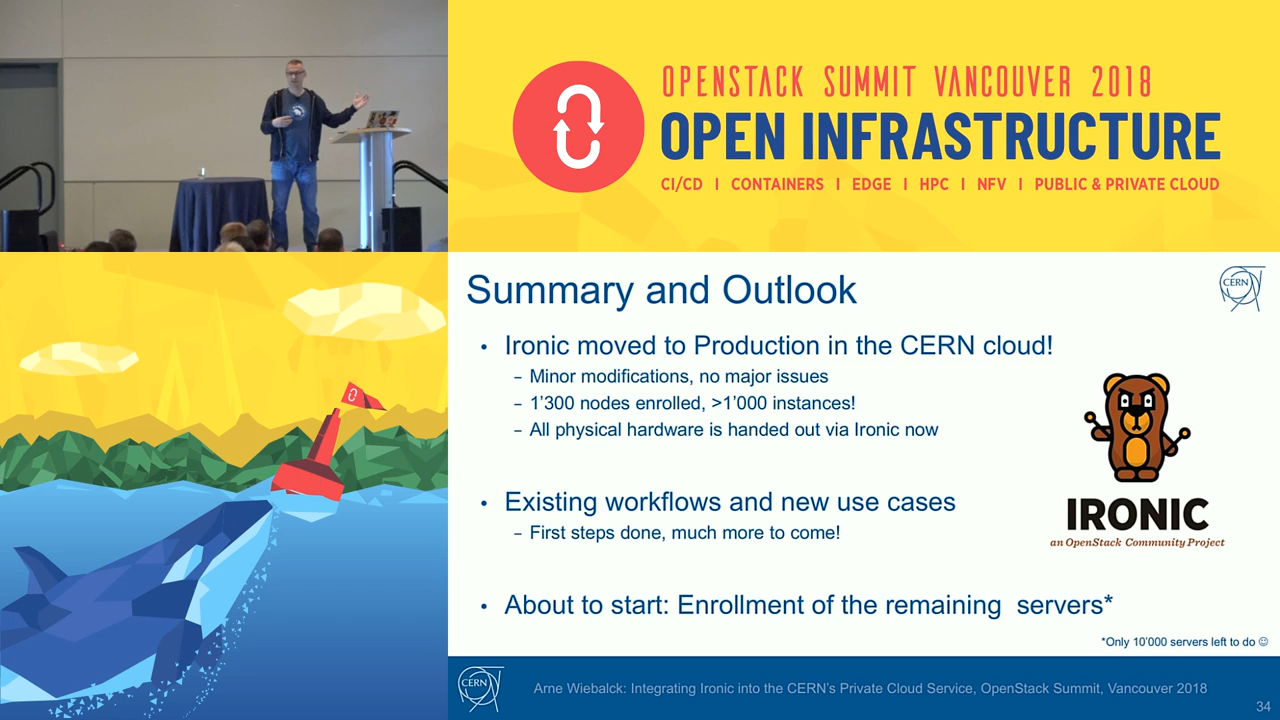 OPENSTACK SUMMIT VANCOUVER 2018
OPEN INFRASTRUCTURE
CI/CD I CONTAINERS I EDGE I HPC I NFV I PUBLIC & PRIVATE CLOUD
Summary and Outlook
CERN
• Ironic moved to Production in the CERN cloud!
– Minor modifications, no major issues
– 1'300 nodes enrolled, >1'000 instances!
– All physical hardware is handed out via Ironic now
• Existing workflows and new use cases
– First steps done, much more to come!
IRONIC
an OpenStack Community Project
• About to start: Enrollment of the remaining servers*
*Only 10'000 servers left to do ☺
CERN
Arne Wiebalck: Integrating Ironic into the CERN's Private Cloud Service, OpenStack Summit, Vancouver 2018
34